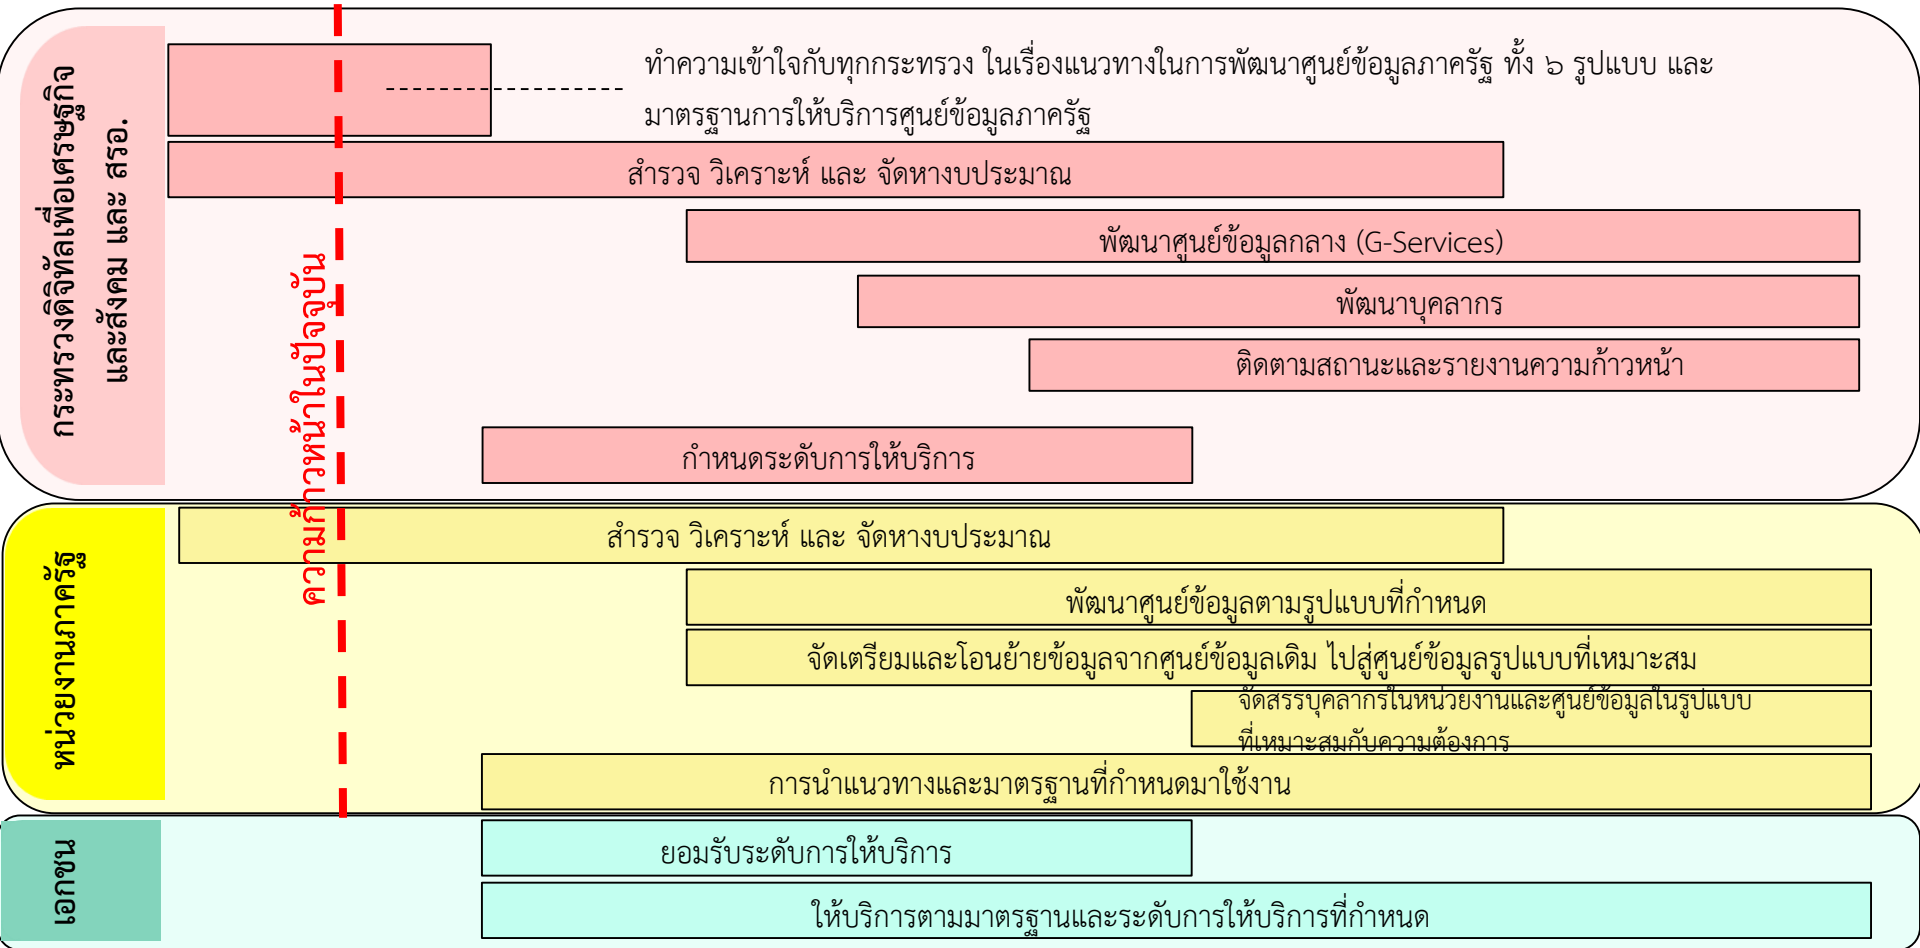 กระทรวงดิจิทัลเพื่อเศรษฐกิจ
และสังคม และ สรอ.
ทำความเข้าใจกับทุกกระทรวง ในเรื่องแนวทางในการพัฒนาศูนย์ข้อมูลภาครัฐ ทั้ง ๖ รูปแบบ และ
มาตรฐานการให้บริการศูนย์ข้อมูลภาครัฐ
สำรวจ วิเคราะห์ และ จัดหางบประมาณ
พัฒนาศูนย์ข้อมูลกลาง (G-Services)
พัฒนาบุคลากร
ติดตามสถานะและรายงานความก้าวหน้า
กำหนดระดับการให้บริการ
ความก้าวหน้าในปัจจุบัน
หน่วยงานภาครัฐ
สำรวจ วิเคราะห์ และ จัดหางบประมาณ
พัฒนาศูนย์ข้อมูลตามรูปแบบที่กำหนด
จัดเตรียมและโอนย้ายข้อมูลจากศูนย์ข้อมูลเดิม ไปสู่ศูนย์ข้อมูลรูปแบบที่เหมาะสม
จัดสรรบุคลากรในหน่วยงานและศูนย์ข้อมูลในรูปแบบ
ที่เหมาะสมกับความต้องการ
การนำแนวทางและมาตรฐานที่กำหนดมาใช้งาน
เอกชน
ยอมรับระดับการให้บริการ
ให้บริการตามมาตรฐานและระดับการให้บริการที่กำหนด